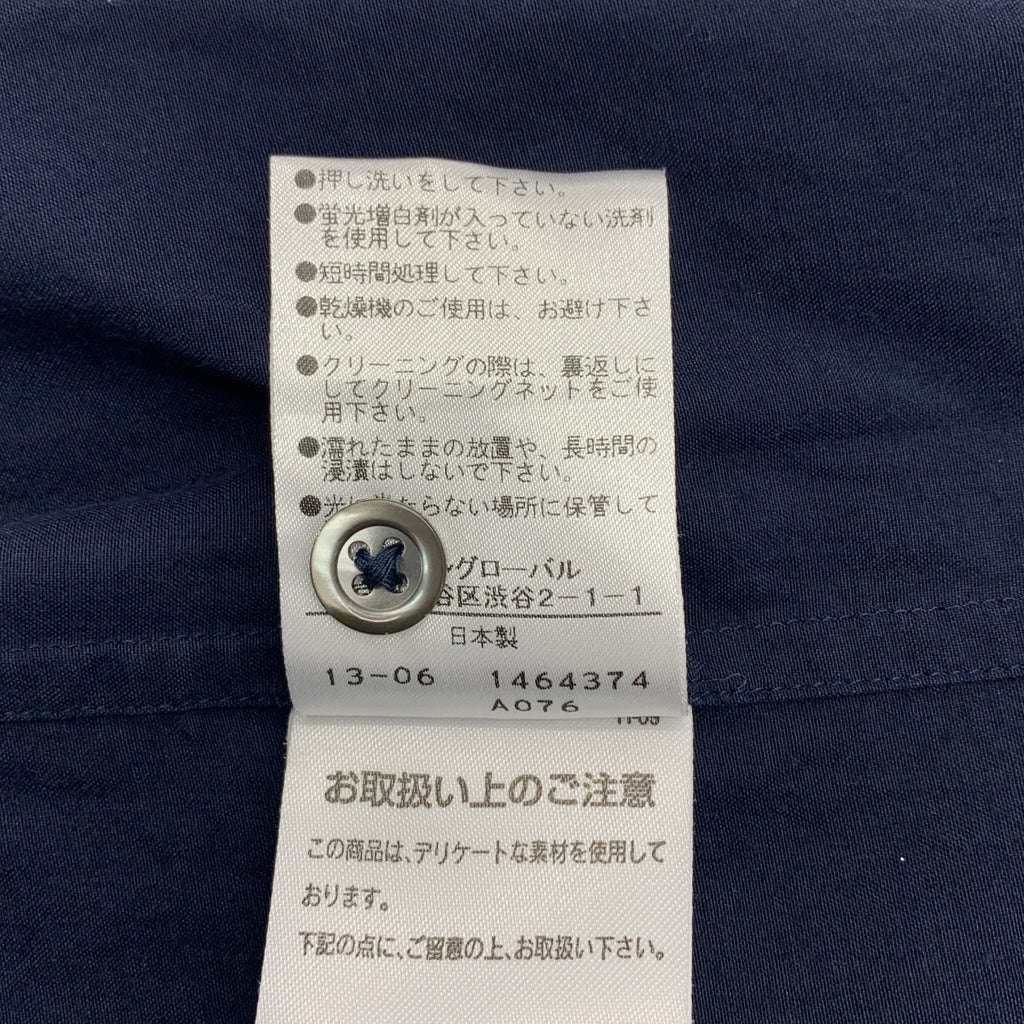 ●押し洗いをして下さい。
●蛍光増白剤が入っていない洗剤
を使用して下さい。
●短時間処理して下さい。
●乾燥機のご使用は、お避け下さ
い。
●クリーニングの際は、裏返しに
してクリーニングネットをご使
用下さい。
●濡れたままの放置や、長時間の
浸漬はしないで下さい。
●光に当たらない場所に保管して
グローバル
谷区渋谷2-1-1
日本製
13-06 1464374
A076
11-09
お取扱い上のご注意
この商品は、デリケートな素材を使用して
おります。
下記の点に、ご留意の上、お取扱い下さい。